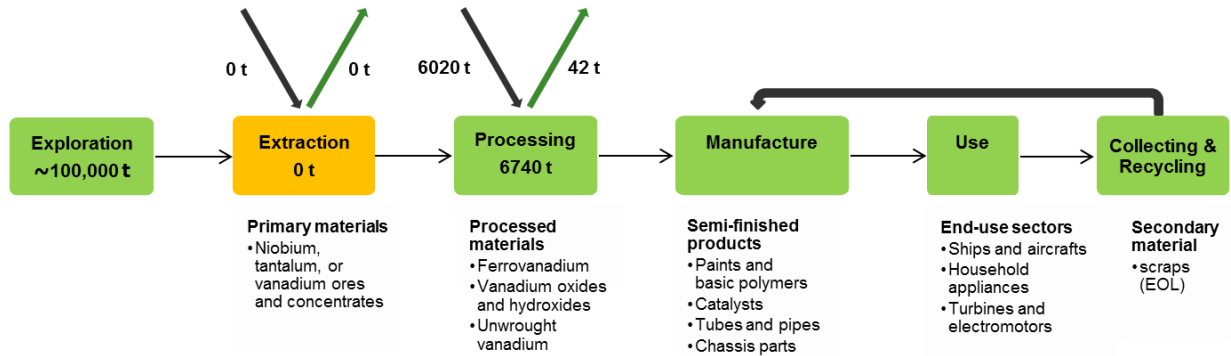 0 t
0 t
6020 t
42 t
Exploration
~100,000 t
Extraction
0 t
Processing
6740 t
Manufacture
Use
Collecting &
Recycling
Primary materials
•Niobium,
tantalum, or
vanadium ores
and concentrates
Processed
materials
•Ferrovanadium
•Vanadium oxides
and hydroxides
•Unwrought
vanadium
Semi-finished
products
•Paints and
basic polymers
•Catalysts
•Tubes and pipes
•Chassis parts
End-use sectors
•Ships and aircrafts
•Household
appliances
•Turbines and
electromotors
Secondary
material
•scraps
(EOL)